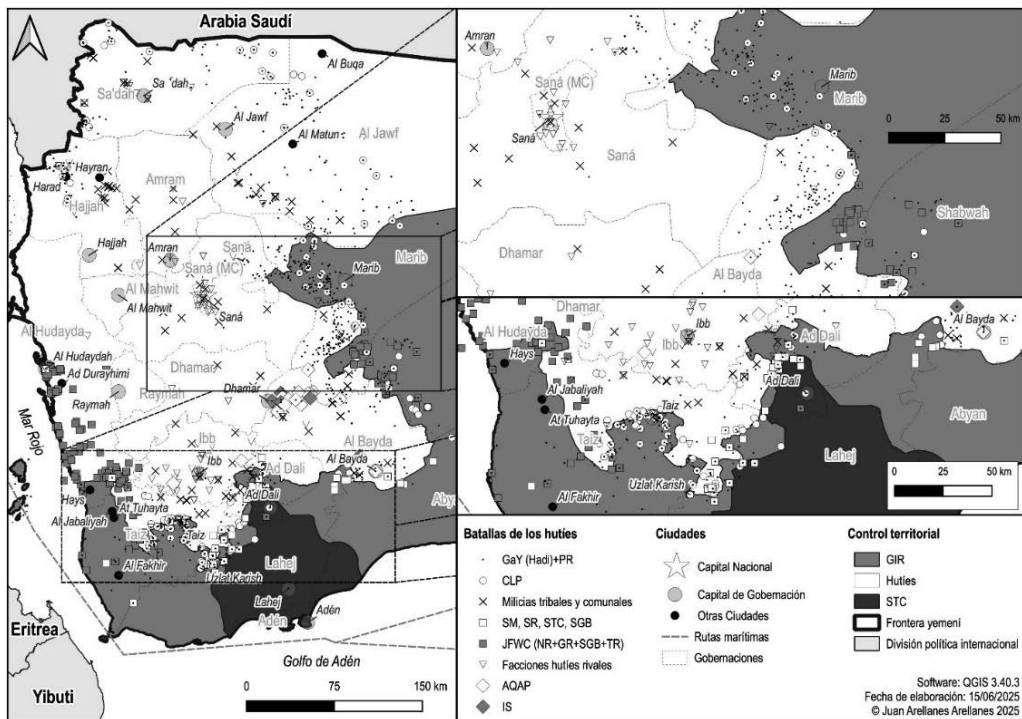 Arabia Saudí
Al Buqa
Sa'dah
Sa'dah
Al Jawf
Al Matun
Al Jawf
Harad
Hayran
Hajjah
Amram
Hajjah
Amran
Saná
Saná (MC)
Marib
Marib
Al Mahwit
Al Mahwit
Saná
Al Hudayda
Al Hudaydah
Ad Durayhimi
Dhamar
Raymah
Raymah
Dhamar
Mar Rojo
Ibb
Ibb
Al Bayda
Al Bayda
Ad Dali
Ad Dali
Hays
At Tuhayta
Al Jabaliyah
Taiz
Taiz
Al Fakhir
Uzlat Karish
Lahej
Lahej
Adén
Adén
Eritrea
Golfo de Adén
Yibuti
0 75 150 km
Amran
Saná (MC)
Saná
Saná
Marib
Marib
0 25 50 km
Shabwah
Dhamar
Al Bayda
Dhamar
Al Hudayda
Hays
Ibb
Ibb
Ad Dali
Al Bayda
Ad Dali
Al Jabaliyah
At Tuhayta
Taiz
Taiz
Abyan
Lahej
Uzlat Karish
Al Fakhir
0 25 50 km
Batallas de los hutíes
GaY (Hadi)+PR
CLP
Milicias tribales y comunales
SM, SR, STC, SGB
JFWC (NR+GR+SGB+TR)
Facciones hutíes rivales
AQAP
IS
Ciudades
Capital Nacional
Capital de Gobernación
Otras Ciudades
Rutas marítimas
Gobernaciones
Control territorial
GIR
Hutíes
STC
Frontera yemení
División política internacional
Software: QGIS 3.40.3
Fecha de elaboración: 15/06/2025
© Juan Arellanes Arellanes 2025